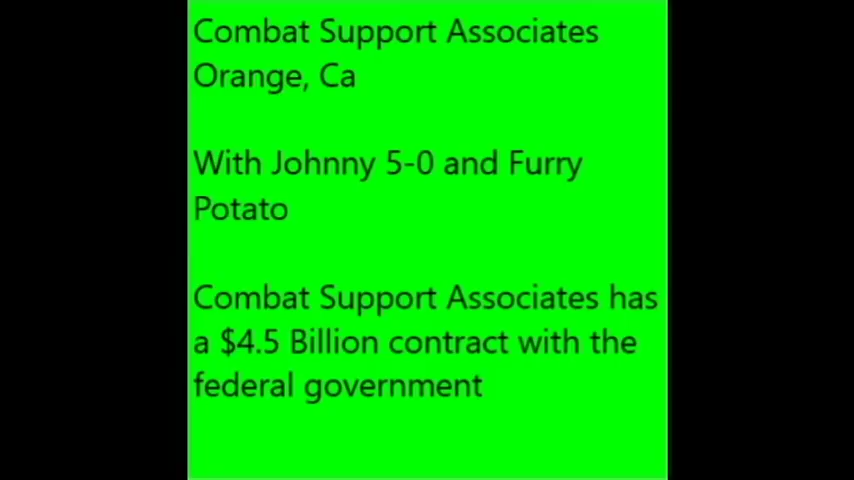 Combat Support Associates
Orange, Ca
With Johnny 5-0 and Furry
Potato
Combat Support Associates has
a $4.5 Billion contract with the
federal government